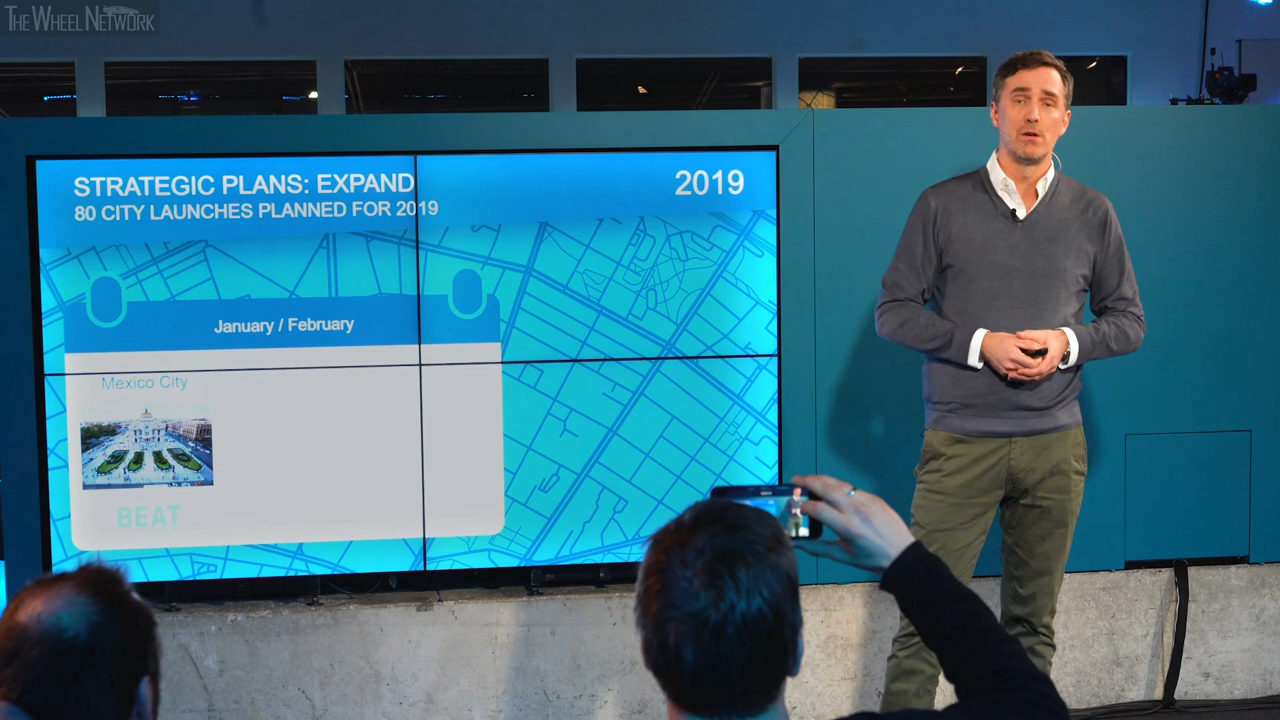 THE WHEEL NETWORK
STRATEGIC PLANS: EXPAND
2019
80 CITY LAUNCHES PLANNED FOR 2019
January / February
Mexico City
BEAT